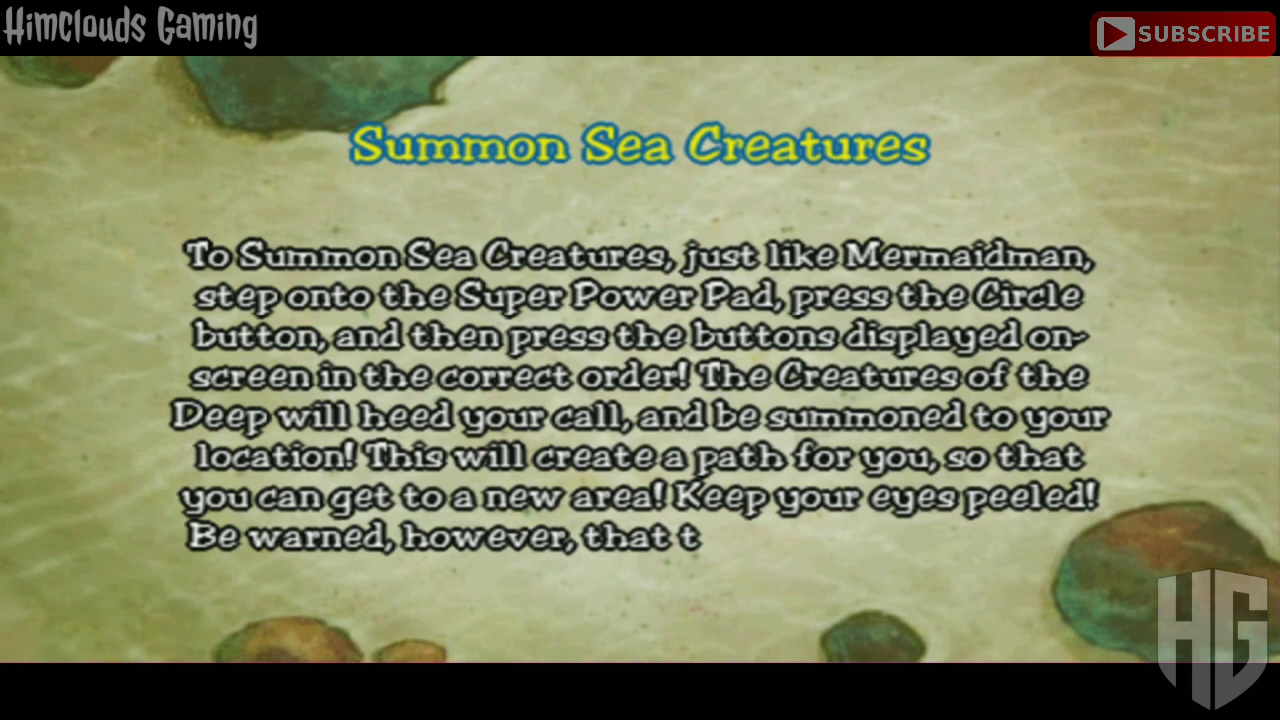 HimClouds Gaming
SUBSCRIBE
Summon Sea Creatures
To Summon Sea Creatures, just like Mermaidman,
step onto the Super Power Pad, press the Circle
button, and then press the buttons displayed on-
screen in the correct order! The Creatures of the
Deep will heed your call, and be summoned to your
location! This will create a path for you, so that
you can get to a new area! Keep your eyes peeled!
Be warned, however, that t
HG